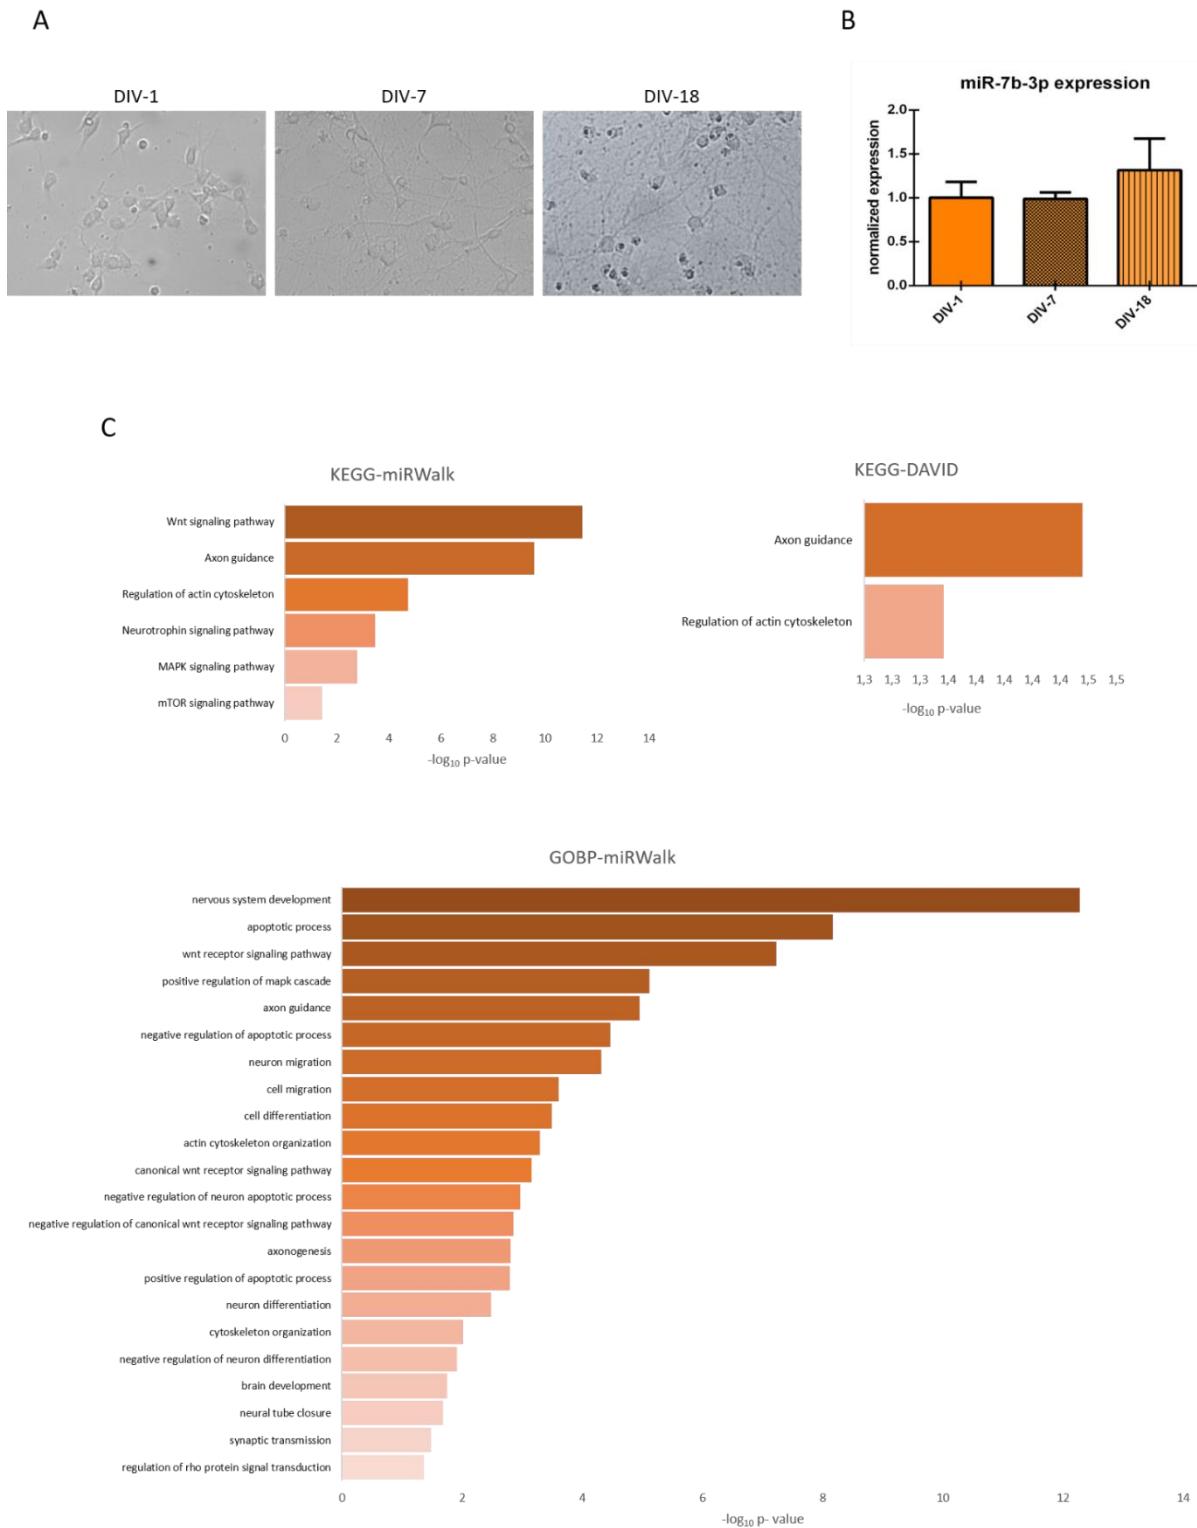 A
B
DIV-1
DIV-7
DIV-18
miR-7b-3p expression
normalized expression
2.0
1.5
1.0
0.5
0.0
DIV-1
DIV-7
DIV-18
C
KEGG-miRWalk
Wnt signaling pathway
Axon guidance
Regulation of actin cytoskeleton
Neurotrophin signaling pathway
MAPK signaling pathway
mTOR signaling pathway
0 2 4 6 8 10 12 14
-log₁₀ p-value
KEGG-DAVID
Axon guidance
Regulation of actin cytoskeleton
1,3 1,3 1,3 1,4 1,4 1,4 1,4 1,4 1,5 1,5
-log₁₀ p-value
GOBP-miRWalk
nervous system development
apoptotic process
wnt receptor signaling pathway
positive regulation of mapk cascade
axon guidance
negative regulation of apoptotic process
neuron migration
cell migration
cell differentiation
actin cytoskeleton organization
canonical wnt receptor signaling pathway
negative regulation of neuron apoptotic process
negative regulation of canonical wnt receptor signaling pathway
axonogenesis
positive regulation of apoptotic process
neuron differentiation
cytoskeleton organization
negative regulation of neuron differentiation
brain development
neural tube closure
synaptic transmission
regulation of rho protein signal transduction
0 2 4 6 8 10 12 14
-log₁₀ p- value